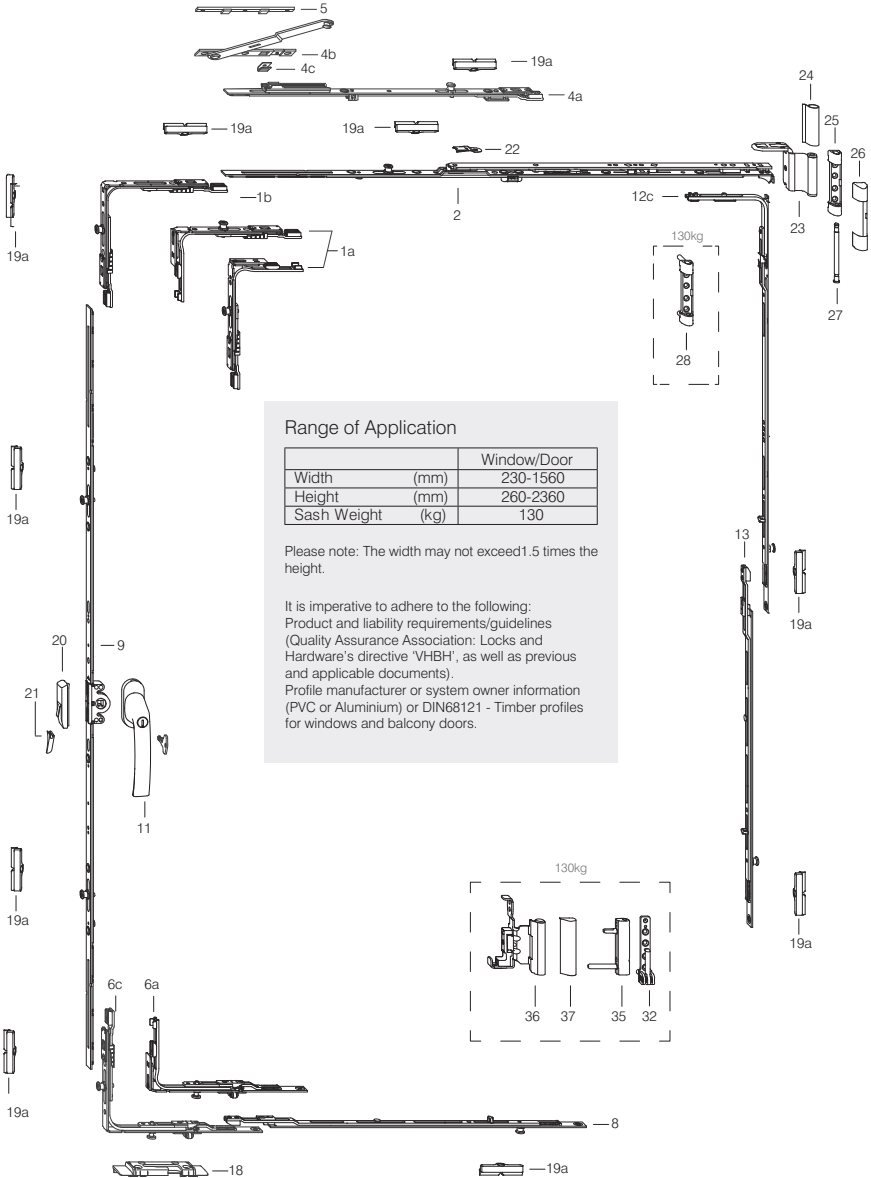 5
4b
4c
19a
4a
24
19a
19a
25
22
26
1b
2
12c
23
19a
130kg
1a
27
28
Range of Application
Window/Door
Width (mm) 230-1560
Height (mm) 260-2360
Sash Weight (kg) 130
Please note: The width may not exceed1.5 times the
height.
It is imperative to adhere to the following:
Product and liability requirements/guidelines
(Quality Assurance Association: Locks and
Hardware's directive ‘VHBH’, as well as previous
and applicable documents).
Profile manufacturer or system owner information
(PVC or Aluminium) or DIN68121 - Timber profiles
for windows and balcony doors.
19a
13
19a
20
9
21
11
130kg
19a
19a
6c
6a
36
37
35
32
19a
8
18
19a